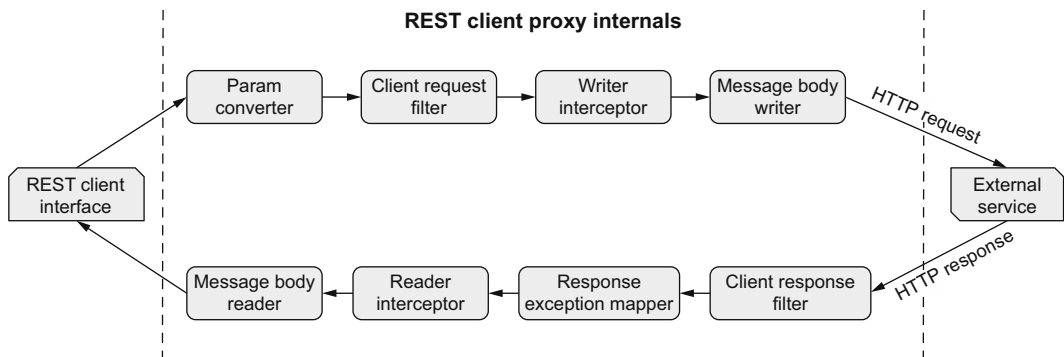 REST client proxy internals
Param
converter
Client request
filter
Writer
interceptor
Message body
writer
HTTP request
REST client
interface
External
service
HTTP response
Message body
reader
Reader
interceptor
Response
exception mapper
Client response
filter